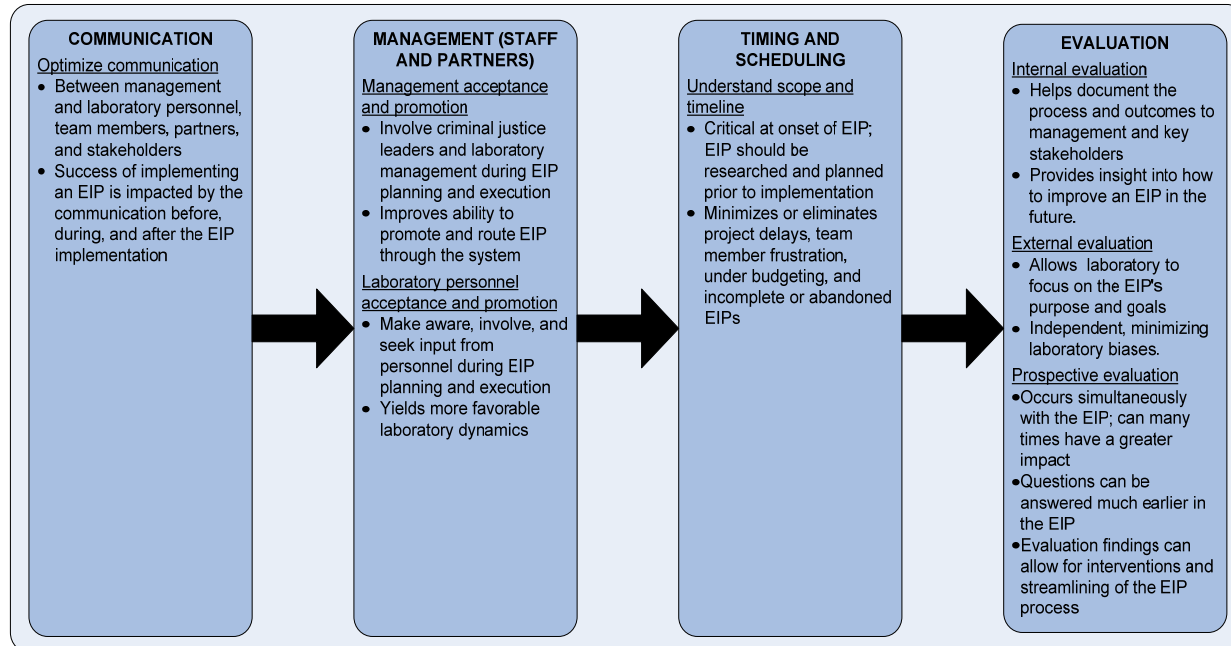 COMMUNICATION
Optimize communication
• Between management
and laboratory personnel,
team members, partners,
and stakeholders
• Success of implementing
an EIP is impacted by the
communication before,
during, and after the EIP
implementation
MANAGEMENT (STAFF
AND PARTNERS)
Management acceptance
and promotion
• Involve criminal justice
leaders and laboratory
management during EIP
planning and execution
• Improves ability to
promote and route EIP
through the system
Laboratory personnel
acceptance and promotion
• Make aware, involve, and
seek input from
personnel during EIP
planning and execution
• Yields more favorable
laboratory dynamics
TIMING AND
SCHEDULING
Understand scope and
timeline
• Critical at onset of EIP;
EIP should be
researched and planned
prior to implementation
• Minimizes or eliminates
project delays, team
member frustration,
under budgeting, and
incomplete or abandoned
EIPs
EVALUATION
Internal evaluation
• Helps document the
process and outcomes to
management and key
stakeholders
• Provides insight into how
to improve an EIP in the
future.
External evaluation
• Allows laboratory to
focus on the EIP's
purpose and goals
• Independent, minimizing
laboratory biases.
Prospective evaluation
•Occurs simultaneously
with the EIP; can many
times have a greater
impact
•Questions can be
answered much earlier in
the EIP
•Evaluation findings can
allow for interventions and
streamlining of the EIP
process